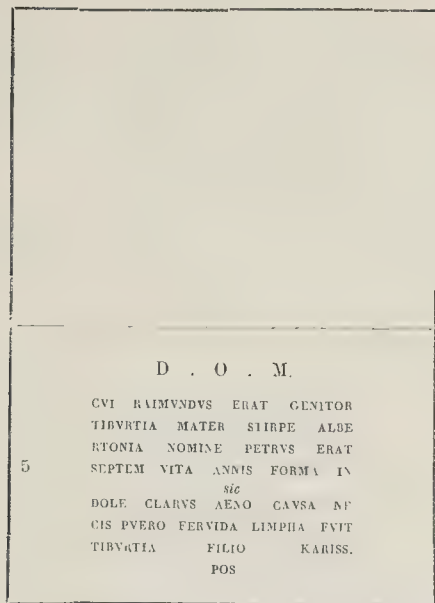 D . O . M.
CVI RAIMVNDVS ERAT GENITOR
TIBVRTIA MATER STIRPE ALBE
RTONIA NOMINE PETRVS ERAT
5 SEPTEM VITA ANNIS FORMA IN
sic
DOLE CLARVS AENO CAVSA NE
CIS PVERO FERVIDA LIMPHA FVIT
TIBVRTIA FILIO KARISS.
POS